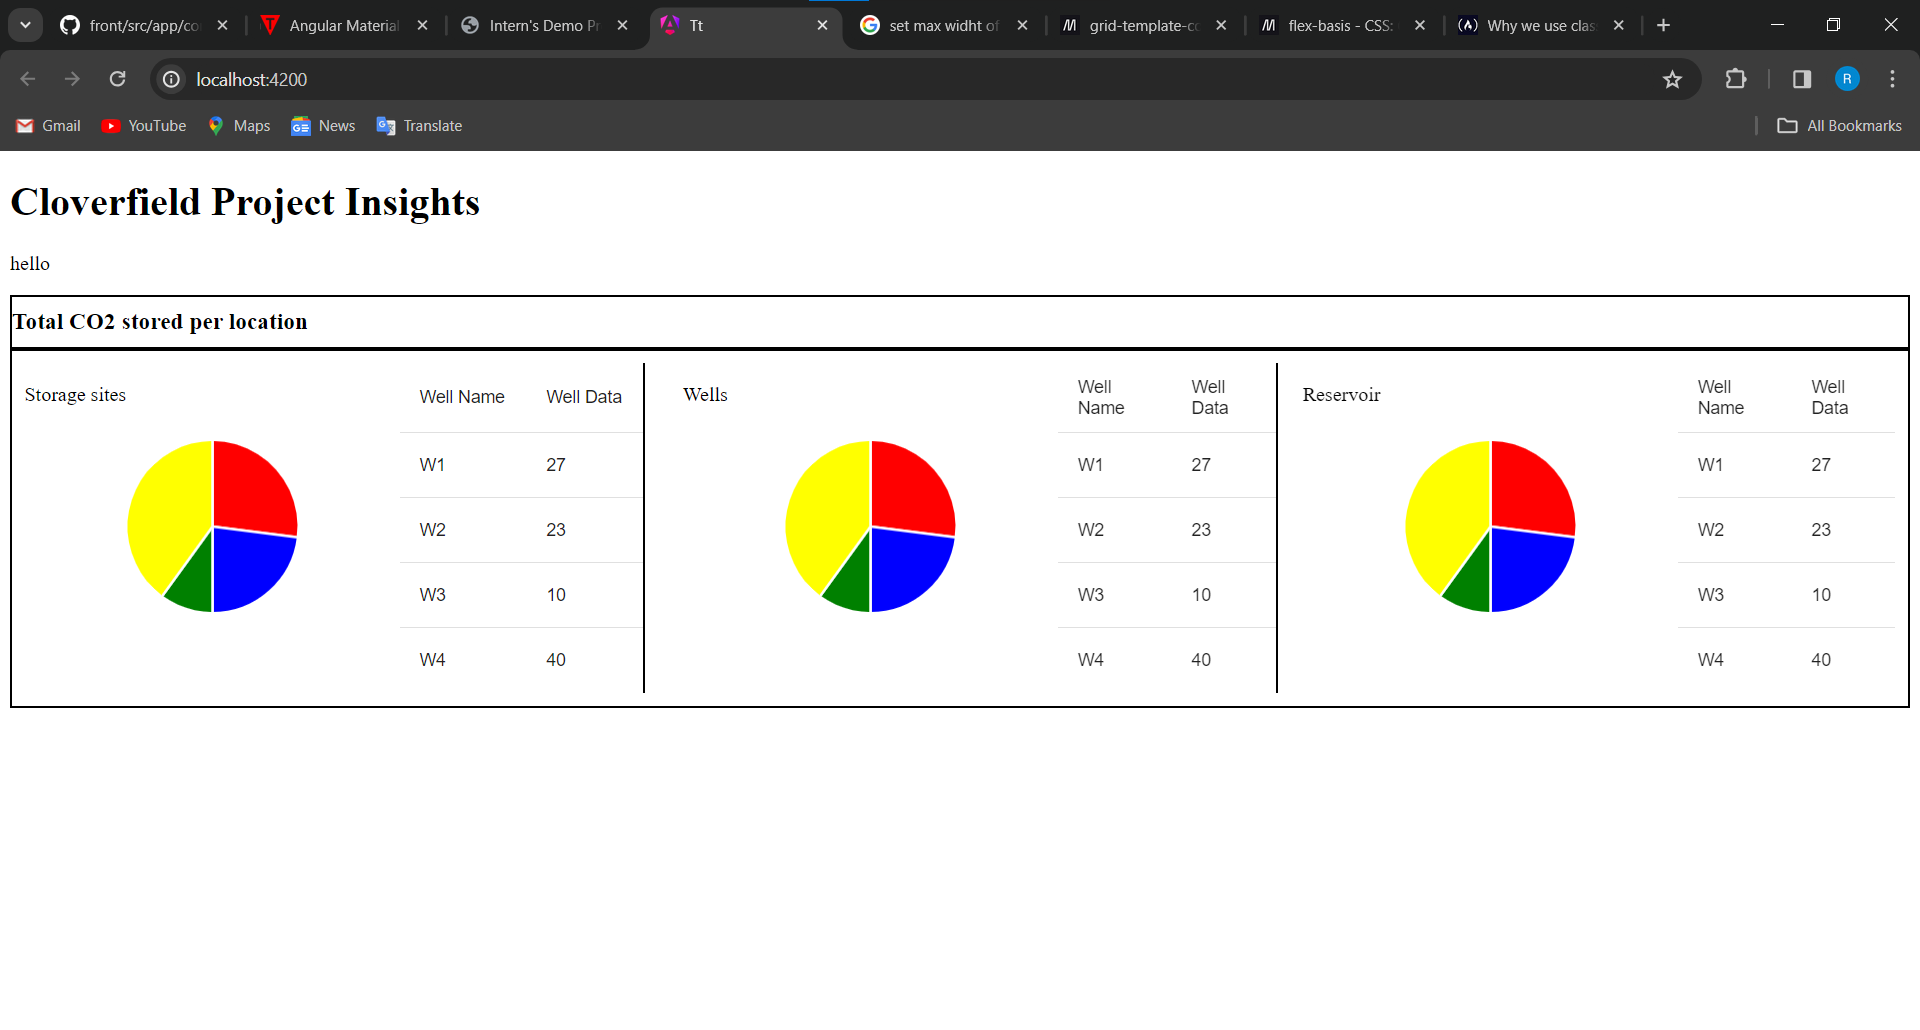 front/src/app/co
Angular Material
Intern's Demo Pr
Tt
set max widht of
grid-template-co
flex-basis - CSS:
Why we use clas
localhost:4200
R
Gmail
YouTube
Maps
News
Translate
All Bookmarks
Cloverfield Project Insights
hello
Total CO2 stored per location
Storage sites
Well Name Well Data
W1 27
W2 23
W3 10
W4 40
Wells
Well Name
Well Data
W1 27
W2 23
W3 10
W4 40
Reservoir
Well Name
Well Data
W1 27
W2 23
W3 10
W4 40